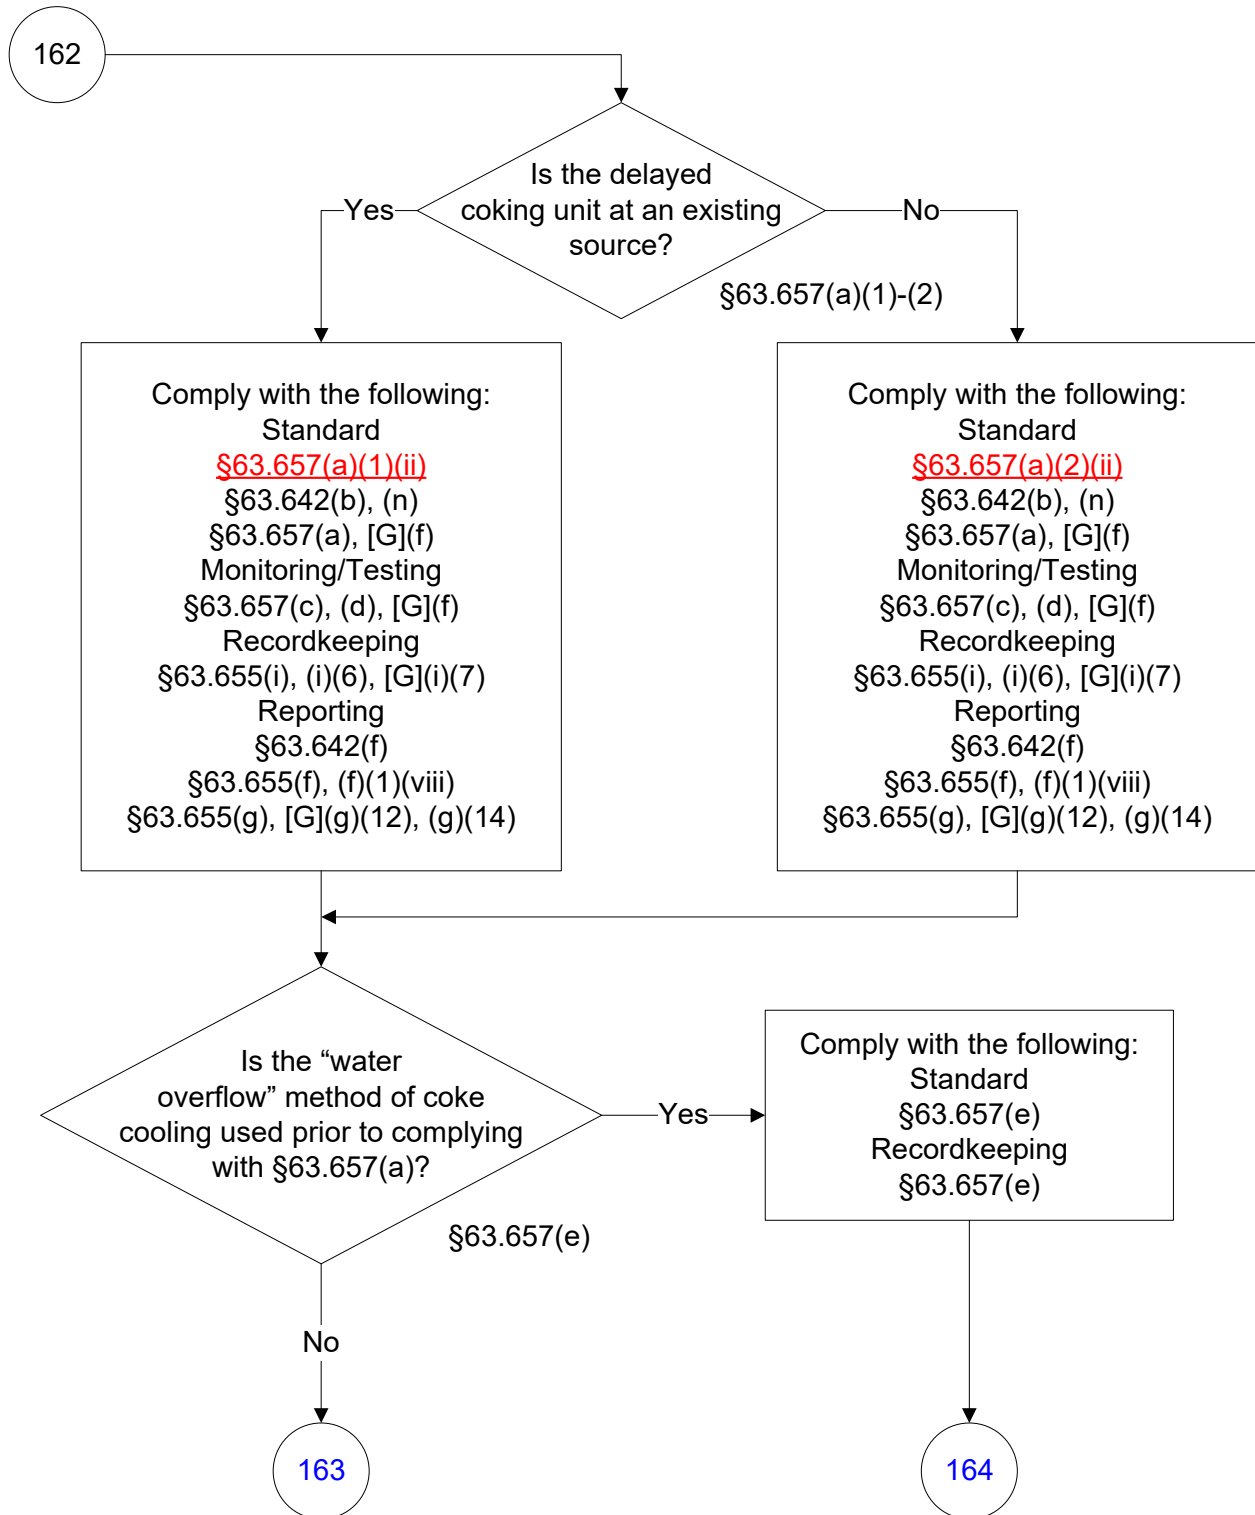 162
Is the delayed
coking unit at an existing
source?
Yes
No
§63.657(a)(1)-(2)
Comply with the following:
Standard
§63.657(a)(1)(ii)
§63.642(b), (n)
§63.657(a), [G](f)
Monitoring/Testing
§63.657(c), (d), [G](f)
Recordkeeping
§63.655(i), (i)(6), [G](i)(7)
Reporting
§63.642(f)
§63.655(f), (f)(1)(viii)
§63.655(g), [G](g)(12), (g)(14)
Comply with the following:
Standard
§63.657(a)(2)(ii)
§63.642(b), (n)
§63.657(a), [G](f)
Monitoring/Testing
§63.657(c), (d), [G](f)
Recordkeeping
§63.655(i), (i)(6), [G](i)(7)
Reporting
§63.642(f)
§63.655(f), (f)(1)(viii)
§63.655(g), [G](g)(12), (g)(14)
Is the “water
overflow” method of coke
cooling used prior to complying
with §63.657(a)?
Yes
§63.657(e)
Comply with the following:
Standard
§63.657(e)
Recordkeeping
§63.657(e)
No
163
164